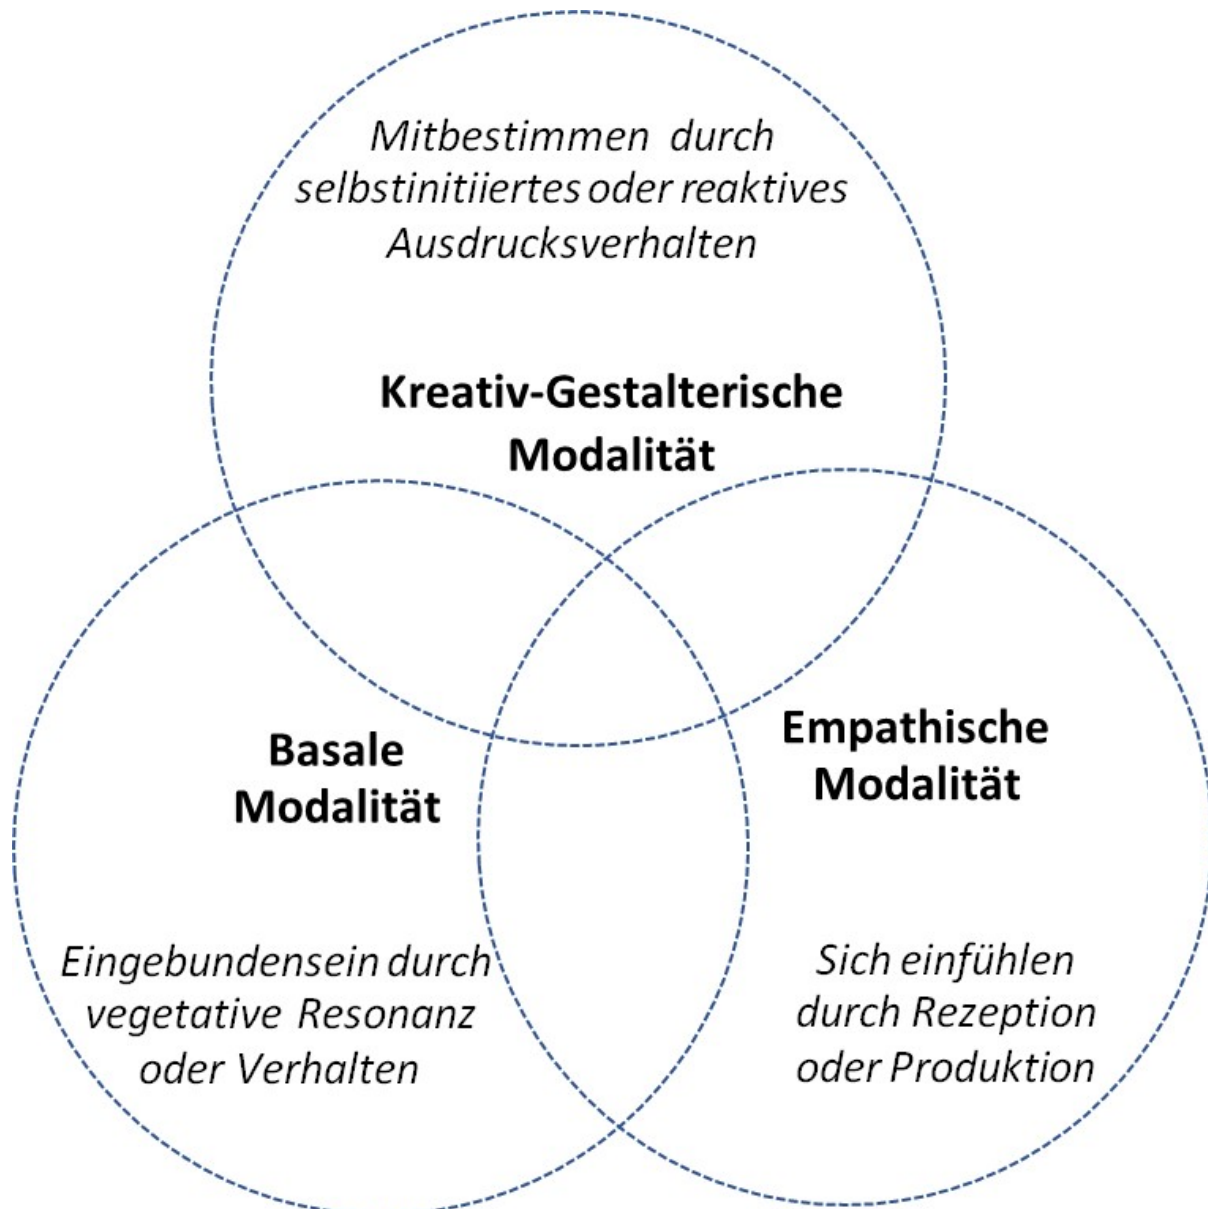 Mitbestimmen durch
selbstinitiiertes oder reaktives
Ausdrucksverhalten
Kreativ-Gestalterische
Modalität
Basale
Modalität
Eingebundensein durch
vegetative Resonanz
oder Verhalten
Empathische
Modalität
Sich einfühlen
durch Rezeption
oder Produktion